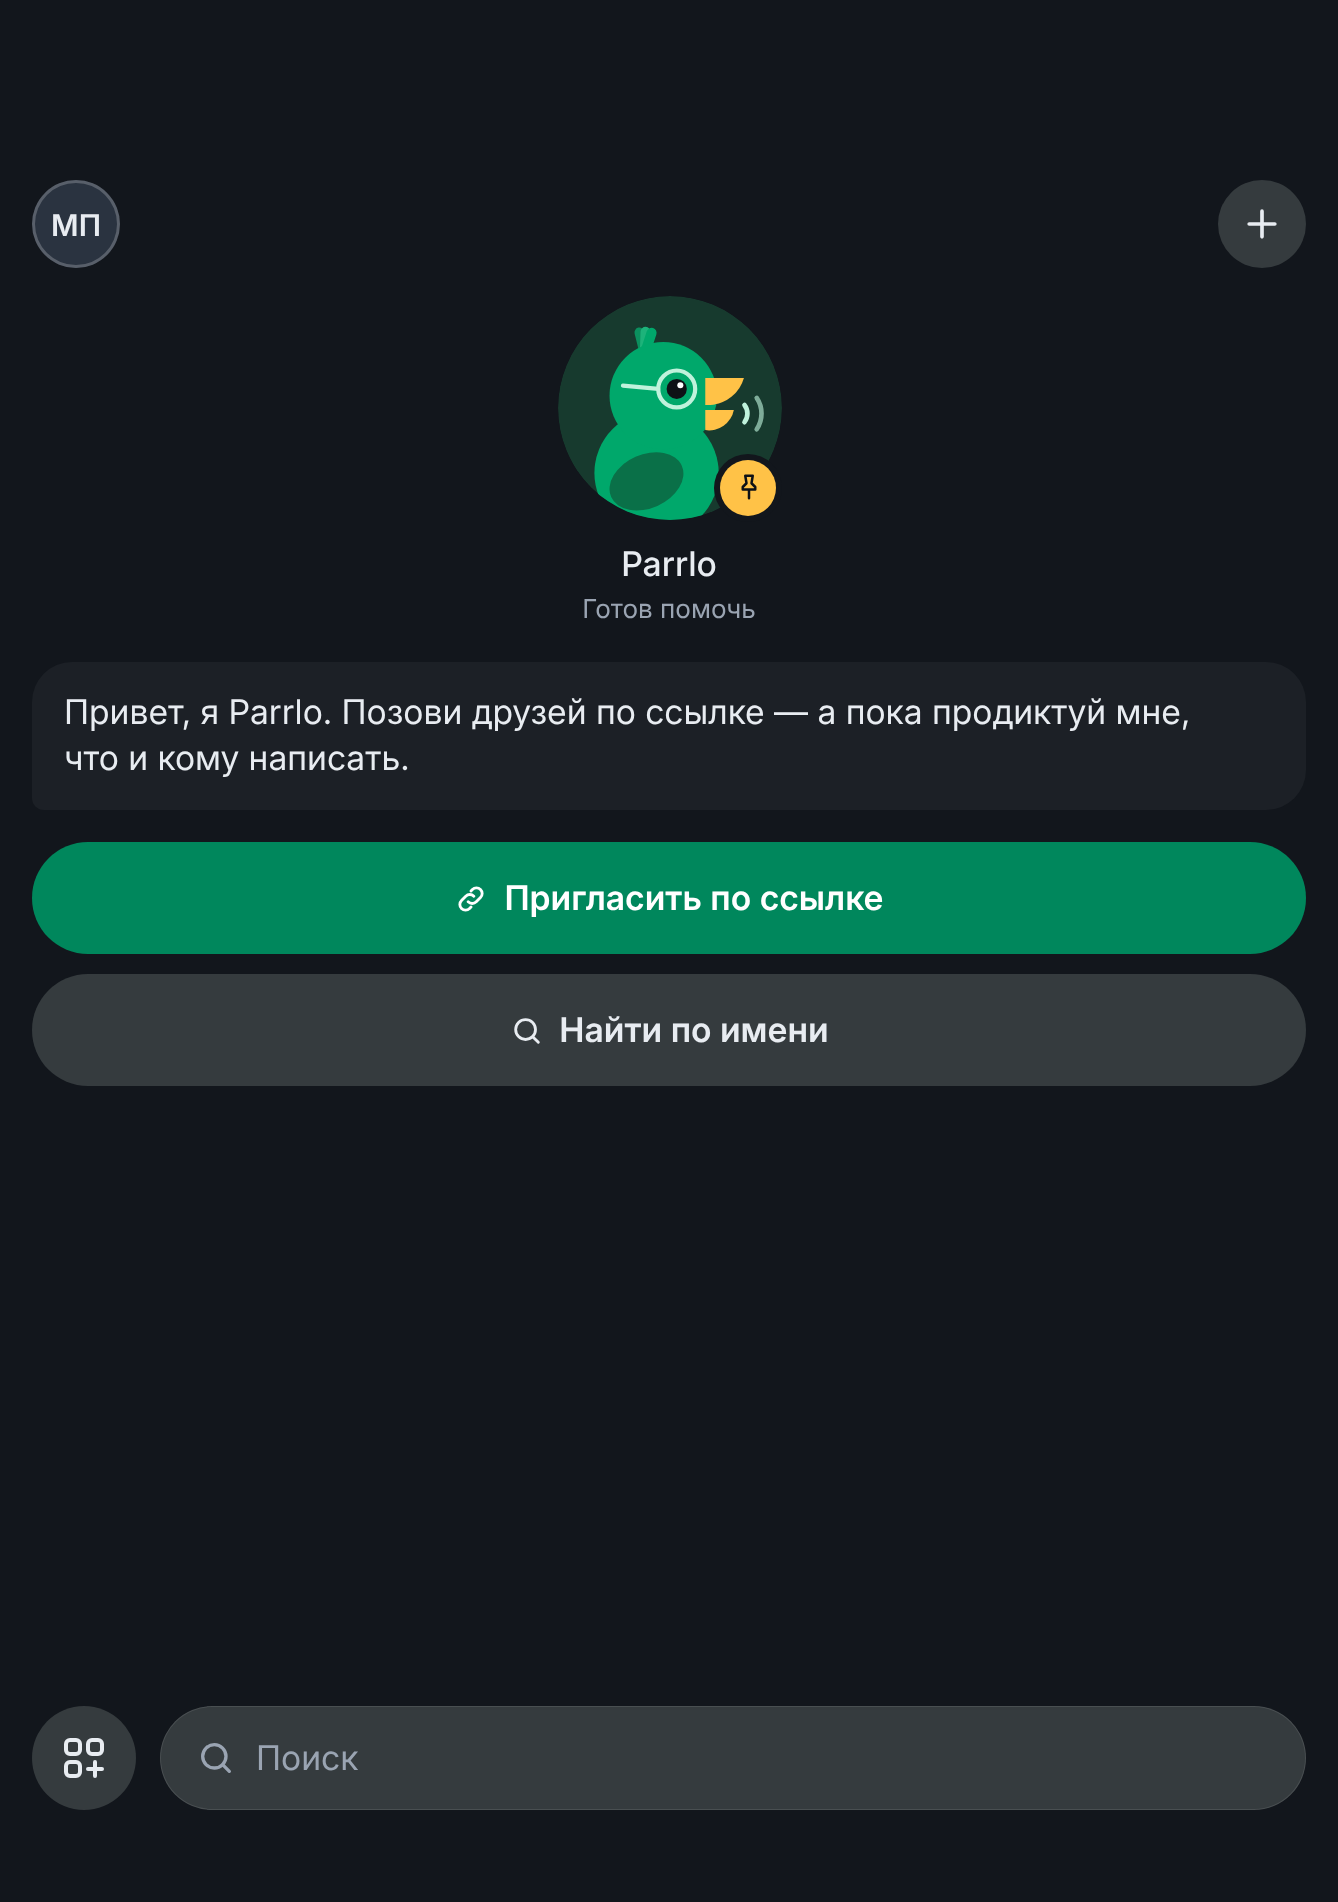 МП
Parrlo
Готов помочь
Привет, я Parrlo. Позови друзей по ссылке — а пока продиктуй мне,
что и кому написать.
Пригласить по ссылке
Найти по имени
Поиск